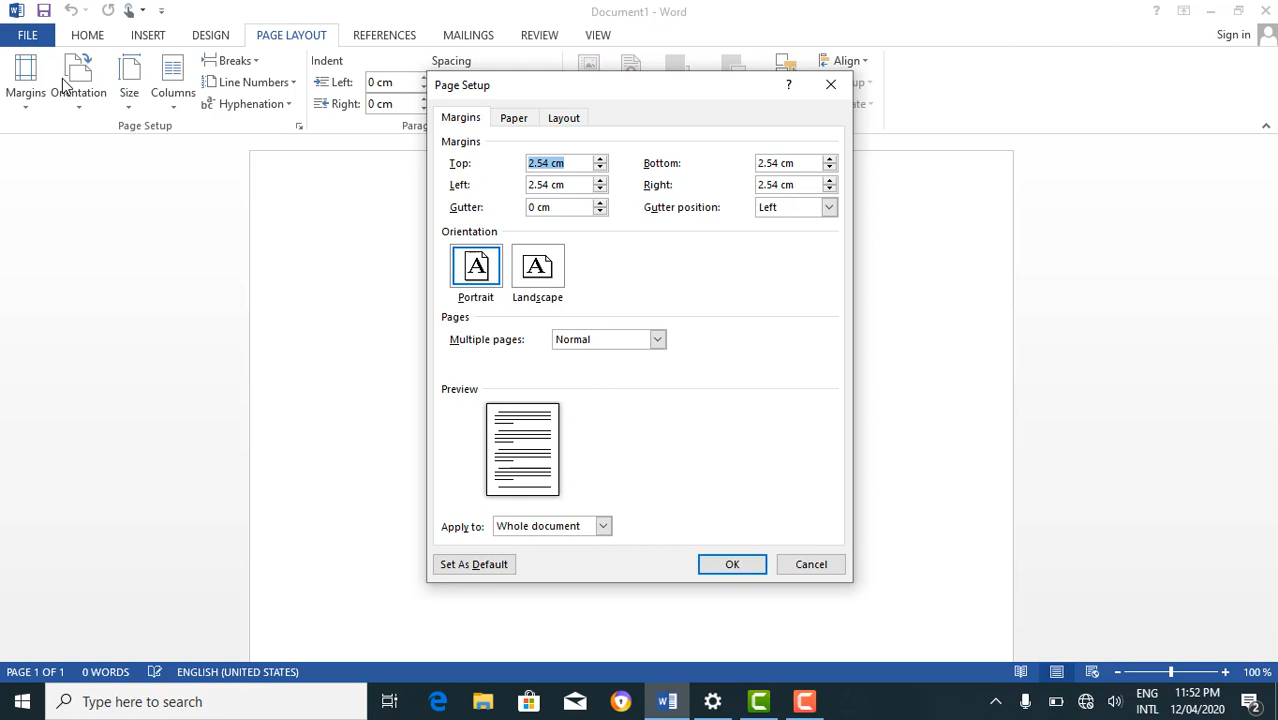 Document1 - Word
FILE HOME INSERT DESIGN PAGE LAYOUT REFERENCES MAILINGS REVIEW VIEW Sign in
Margins Orientation Size Columns
Breaks
Line Numbers
Hyphenation
Page Setup
Indent Spacing
Left: 0 cm
Right: 0 cm
Parag
Align
Page Setup
Margins Paper Layout
Margins
Top: 2.54 cm Bottom: 2.54 cm
Left: 2.54 cm Right: 2.54 cm
Gutter: 0 cm Gutter position: Left
Orientation
A A
Portrait Landscape
Pages
Multiple pages: Normal
Preview
Apply to: Whole document
Set As Default OK Cancel
PAGE 1 OF 1 0 WORDS ENGLISH (UNITED STATES) 100 %
Type here to search
ENG
INTL
11:52 PM
12/04/2020
2